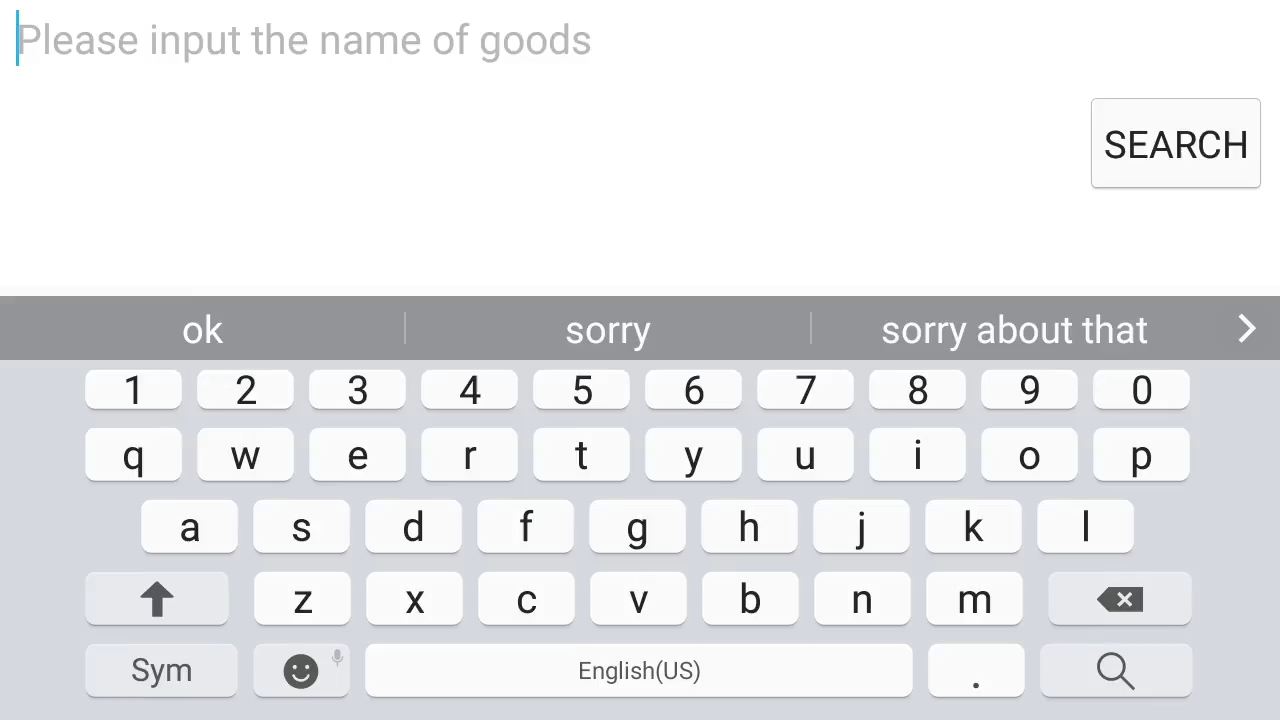 Please input the name of goods
SEARCH
ok sorry sorry about that
1 2 3 4 5 6 7 8 9 0
q w e r t y u i o p
a s d f g h j k l
z x c v b n m
Sym English(US) .